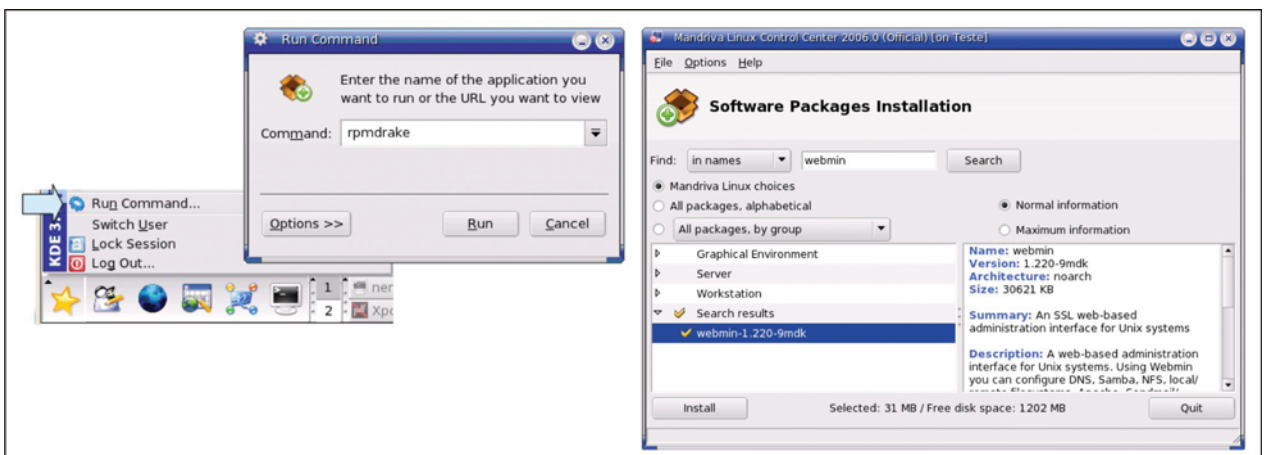 Run Command
Enter the name of the application you
want to run or the URL you want to view
Command: rpmdrake
Options >> Run Cancel
Run Command...
Switch User
Lock Session
Log Out...
KDE 3.
1
2
Mandriva Linux Control Center 2006.0 (Official) [on Teste]
File Options Help
Software Packages Installation
Find: in names webmin Search
Mandriva Linux choices
All packages, alphabetical
All packages, by group
Normal information
Maximum information
Graphical Environment
Server
Workstation
Search results
webmin-1.220-9mdk
Name: webmin
Version: 1.220-9mdk
Architecture: noarch
Size: 30621 KB
Summary: An SSL web-based
administration interface for Unix systems
Description: A web-based administration
interface for Unix systems. Using Webmin
you can configure DNS, Samba, NFS, local/
Install Selected: 31 MB / Free disk space: 1202 MB Quit